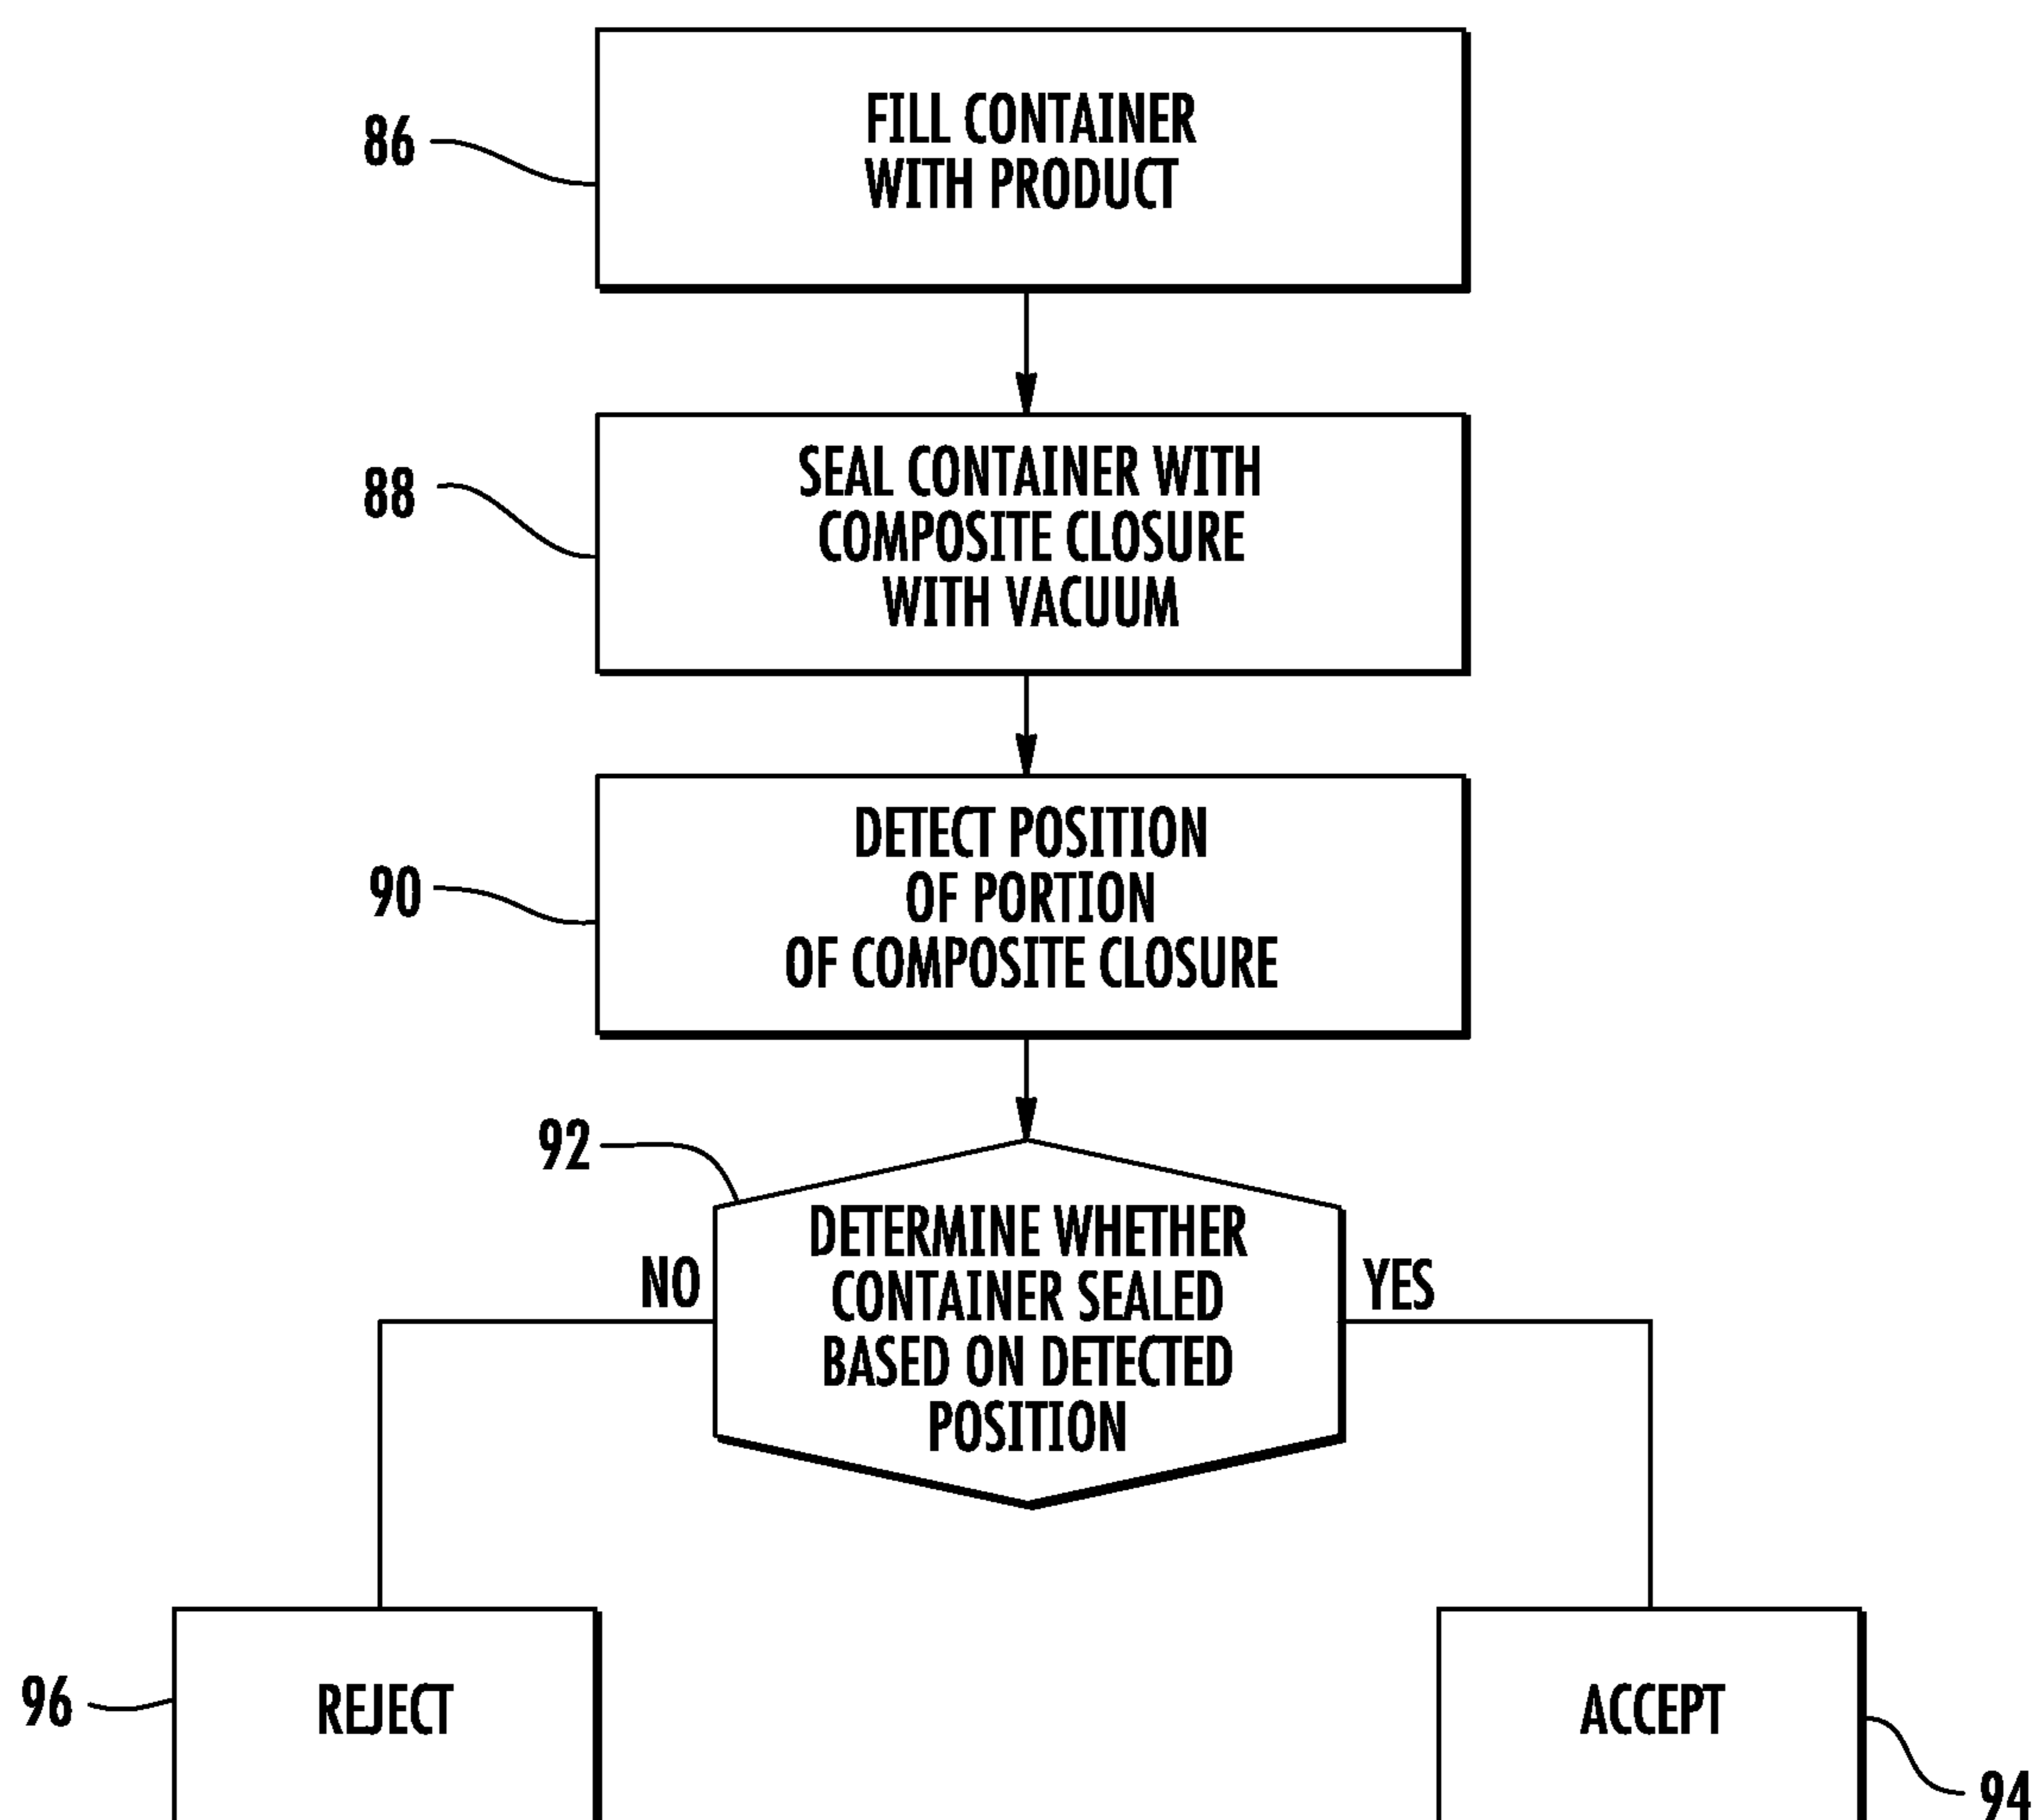 86
FILL CONTAINER
WITH PRODUCT
88
SEAL CONTAINER WITH
COMPOSITE CLOSURE
WITH VACUUM
90
DETECT POSITION
OF PORTION
OF COMPOSITE CLOSURE
92
DETERMINE WHETHER
CONTAINER SEALED
BASED ON DETECTED
POSITION
NO
YES
96
REJECT
ACCEPT
94